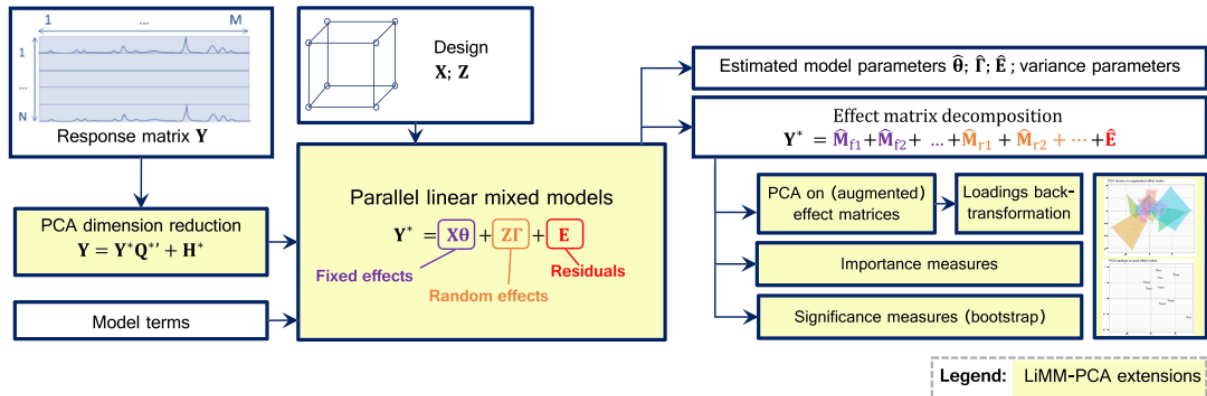 1 ... M
1
...
N
Response matrix Y
Design
X; Z
PCA dimension reduction
Y = Y*Q*′ + H*
Model terms
Parallel linear mixed models
Y* = Xθ + ZΓ + E
Fixed effects
Residuals
Random effects
Estimated model parameters θ̂; Γ̂; Ê ; variance parameters
Effect matrix decomposition
Y* = M̂f1+M̂f2+ ...+M̂r1 + M̂r2 + ⋯ +Ê
PCA on (augmented)
effect matrices
Loadings back-
transformation
Importance measures
Significance measures (bootstrap)
Legend: LiMM-PCA extensions